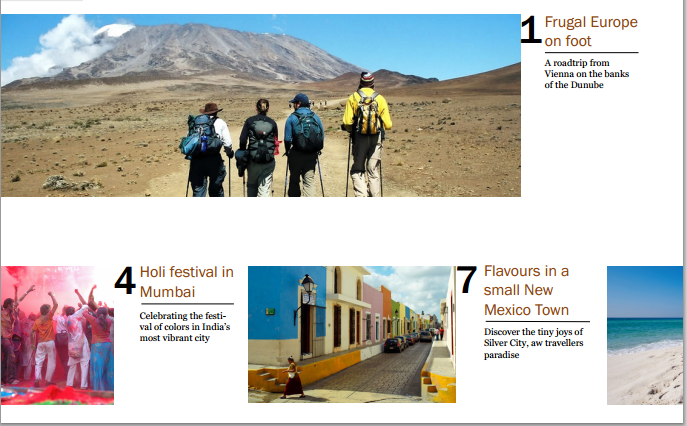 1
Frugal Europe
on foot
A roadtrip from
Vienna on the banks
of the Dunube
4
Holi festival in
Mumbai
Celebrating the festi-
val of colors in India's
most vibrant city
7
Flavours in a
small New
Mexico Town
Discover the tiny joys of
Silver City, aw travellers
paradise